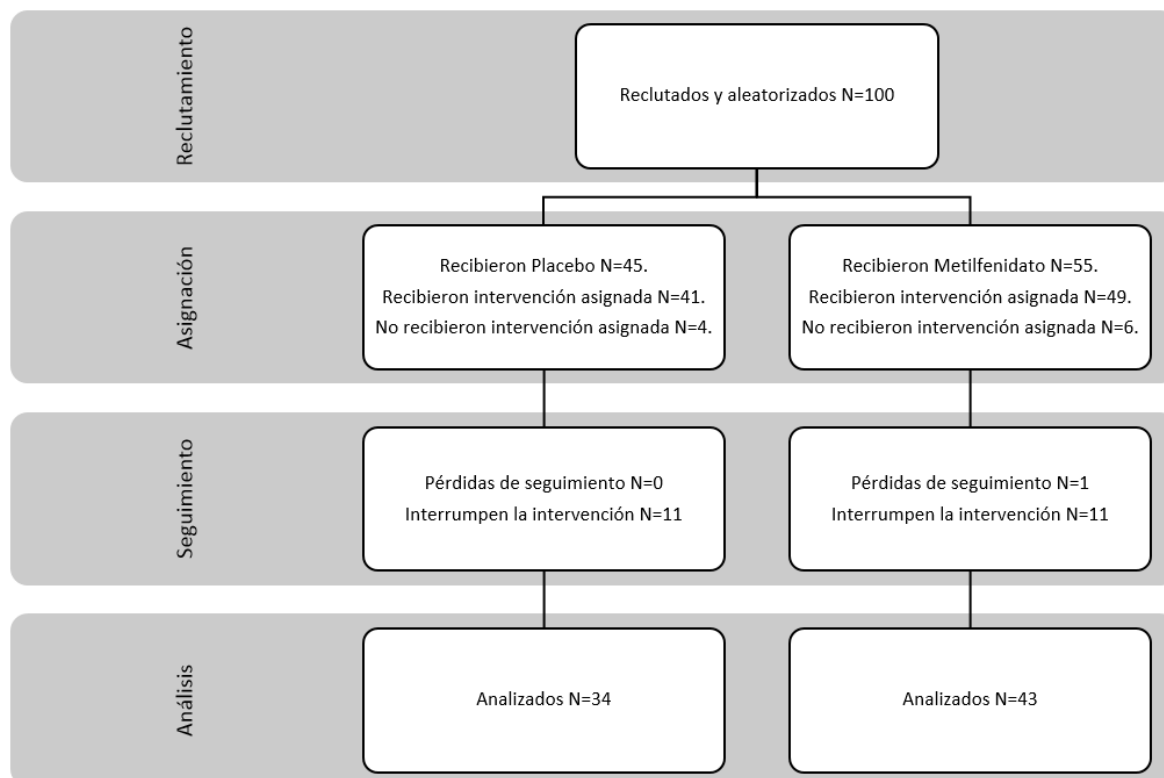 Reclutamiento
Reclutados y aleatorizados N=100
Asignación
Recibieron Placebo N=45.
Recibieron intervención asignada N=41.
No recibieron intervención asignada N=4.
Recibieron Metilfenidato N=55.
Recibieron intervención asignada N=49.
No recibieron intervención asignada N=6.
Seguimiento
Pérdidas de seguimiento N=0
Interrumpen la intervención N=11
Pérdidas de seguimiento N=1
Interrumpen la intervención N=11
Análisis
Analizados N=34
Analizados N=43